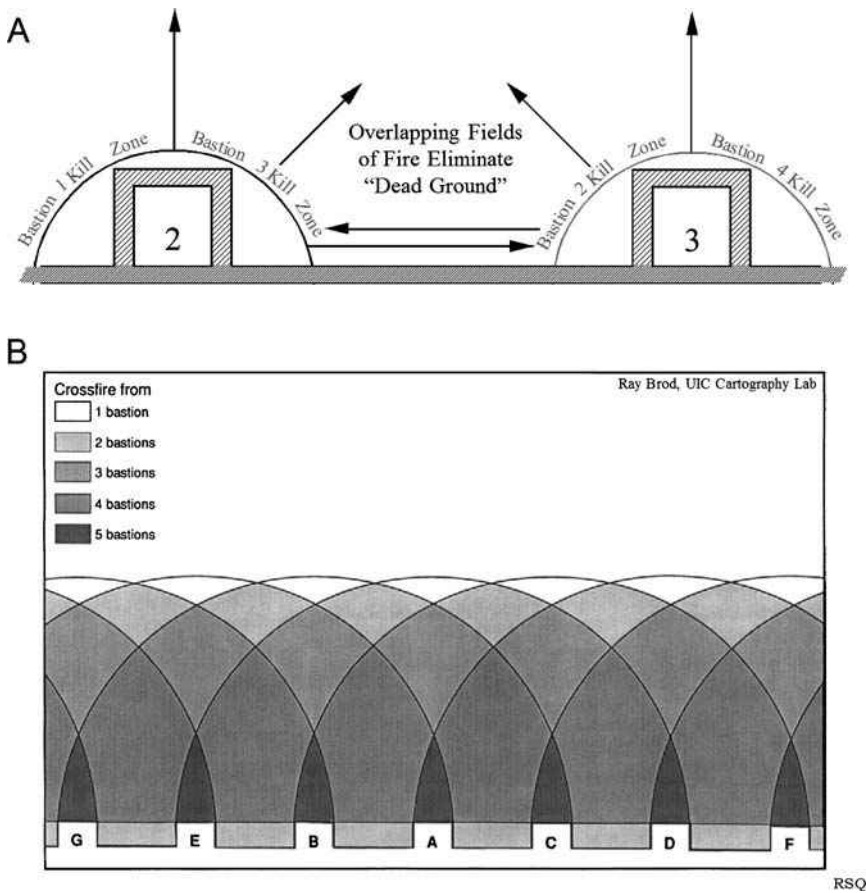 A
Bastion 1 Kill Zone
Bastion 3 Kill Zone
2
Overlapping Fields
of Fire Eliminate
“Dead Ground”
Bastion 2 Kill Zone
Bastion 4 Kill Zone
3
B
Crossfire from
1 bastion
2 bastions
3 bastions
4 bastions
5 bastions
Ray Brod, UIC Cartography Lab
G E B A C D F
RSQ